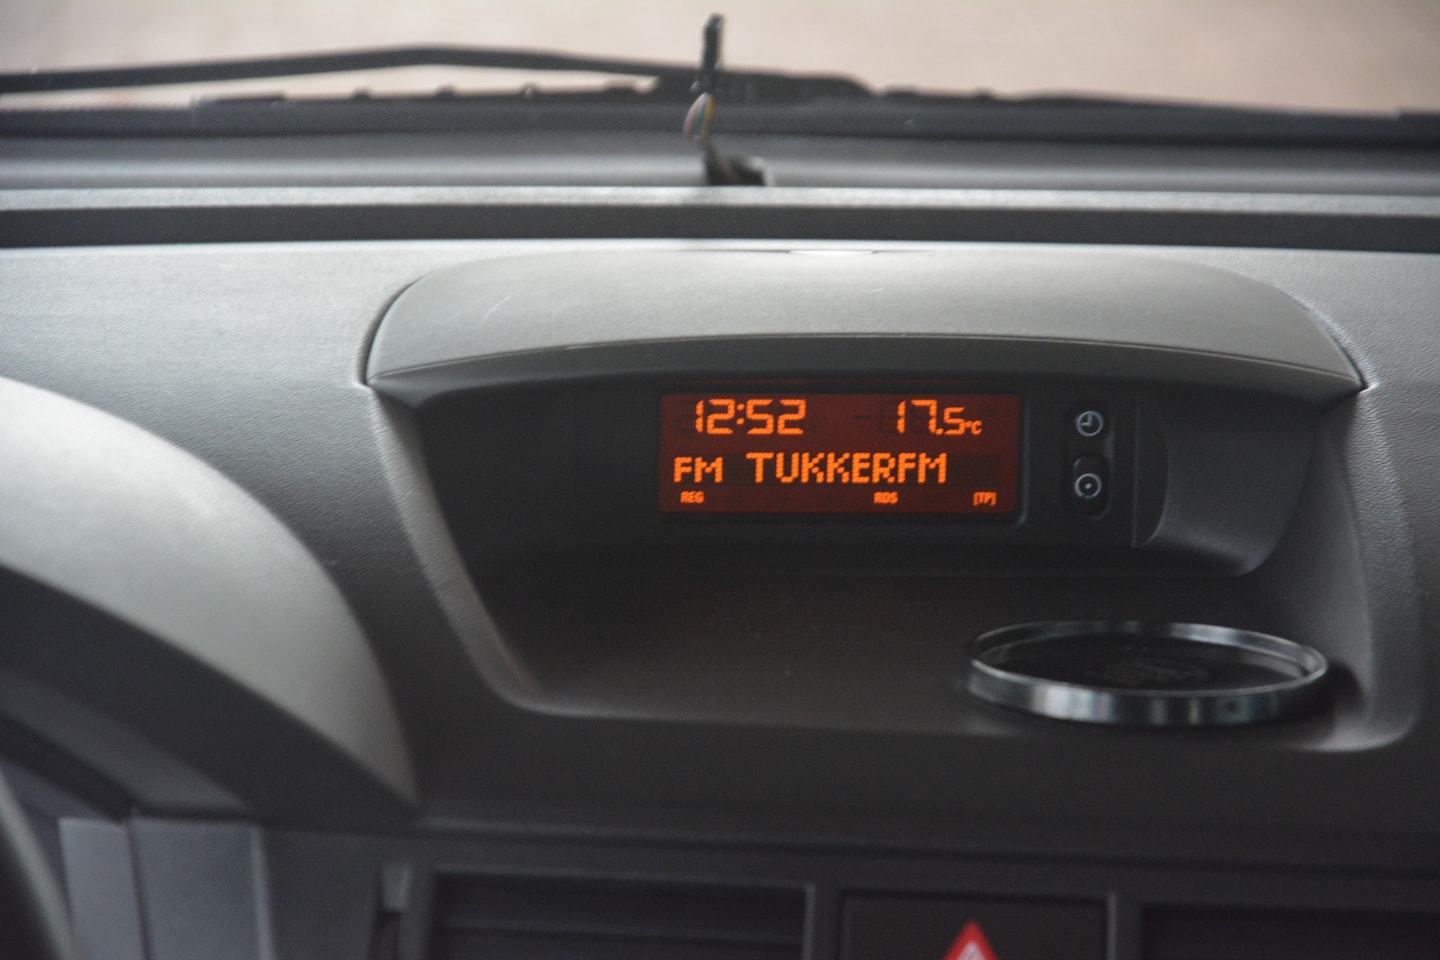 12:52 17.5°C
FM TUKKERFM
REG RDS [TP]